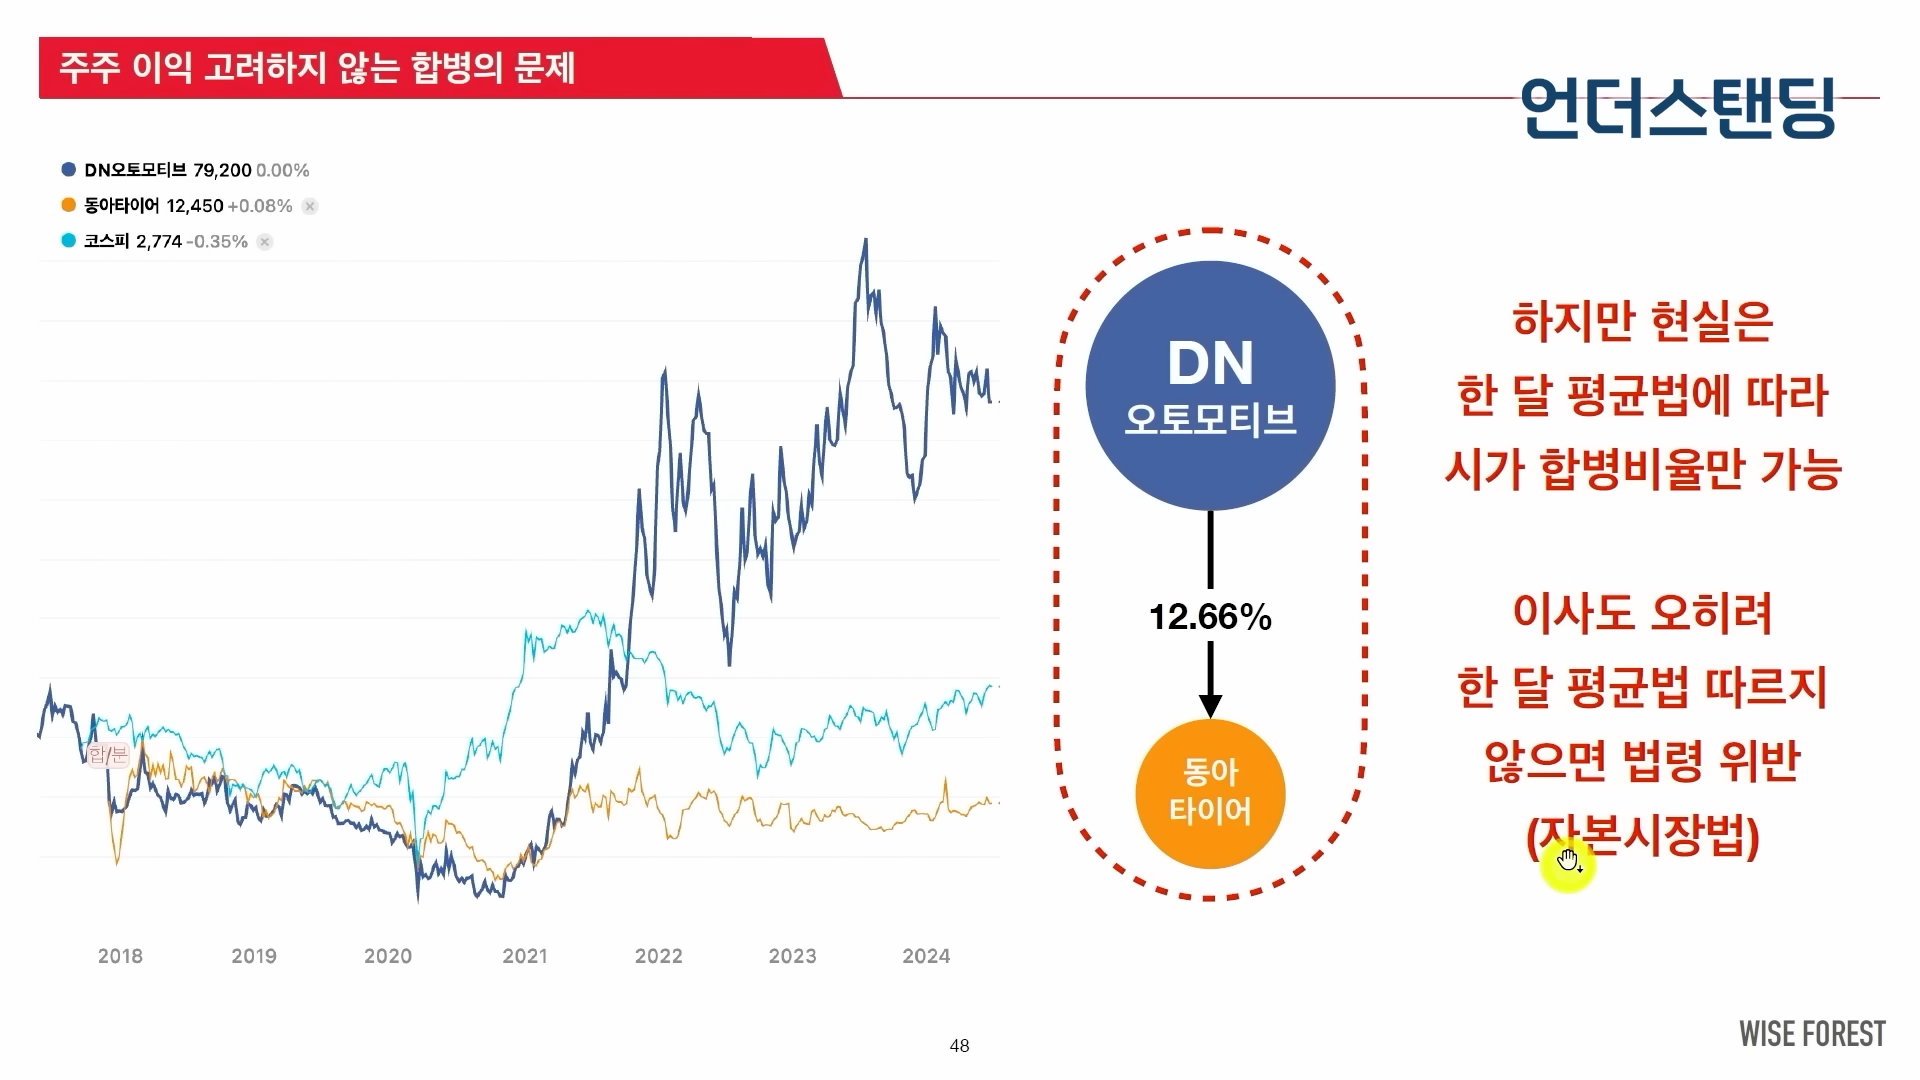 주주 이익 고려하지 않는 합병의 문제
언더스탠딩
DN오토모티브 79,200 0.00%
동아타이어 12,450 +0.08%
코스피 2,774 -0.35%
합/분
2018 2019 2020 2021 2022 2023 2024
DN
오토모티브
12.66%
동아
타이어
하지만 현실은
한 달 평균법에 따라
시가 합병비율만 가능
이사도 오히려
한 달 평균법 따르지
않으면 법령 위반
(자본시장법)
48
WISE FOREST